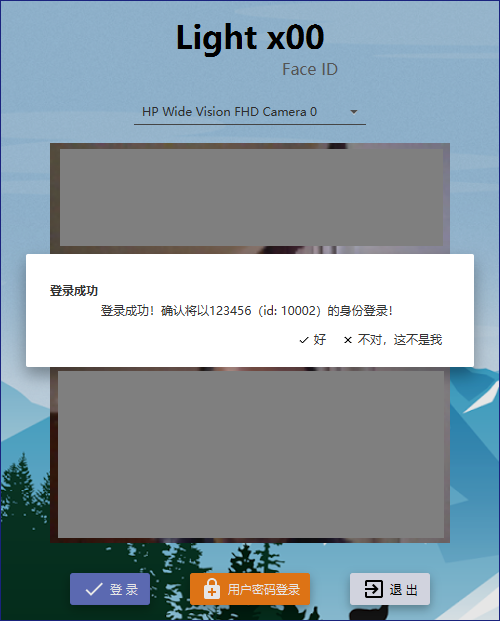 Light x00
Face ID
HP Wide Vision FHD Camera 0
登录成功
登录成功！确认将以123456（id: 10002）的身份登录！
好
不对，这不是我
登 录
用户密码登录
退 出